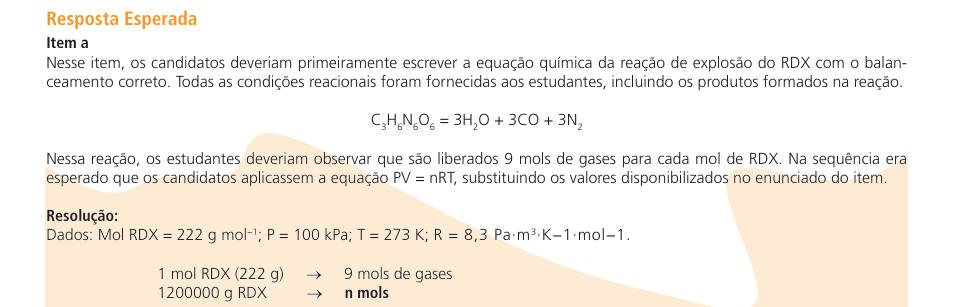 Resposta Esperada
Item a
Nesse item, os candidatos deveriam primeiramente escrever a equação química da reação de explosão do RDX com o balan-
ceamento correto. Todas as condições reacionais foram fornecidas aos estudantes, incluindo os produtos formados na reação.
C₃H₆N₆O₆ = 3H₂O + 3CO + 3N₂
Nessa reação, os estudantes deveriam observar que são liberados 9 mols de gases para cada mol de RDX. Na sequência era
esperado que os candidatos aplicassem a equação PV = nRT, substituindo os valores disponibilizados no enunciado do item.
Resolução:
Dados: Mol RDX = 222 g mol⁻¹; P = 100 kPa; T = 273 K; R = 8,3 Pa·m³·K−1·mol−1.
1 mol RDX (222 g) → 9 mols de gases
1200000 g RDX → n mols